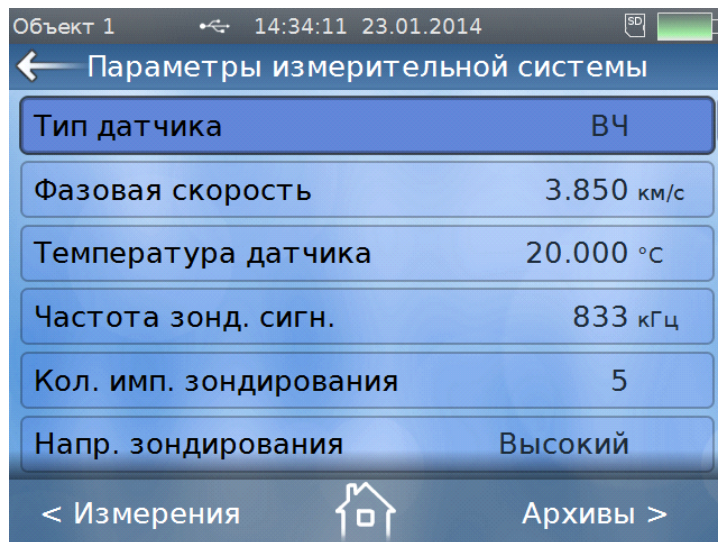 Объект 1 14:34:11 23.01.2014 SD
Параметры измерительной системы
Тип датчика ВЧ
Фазовая скорость 3.850 км/с
Температура датчика 20.000 °C
Частота зонд. сигн. 833 кГц
Кол. имп. зондирования 5
Напр. зондирования Высокий
< Измерения Архивы >